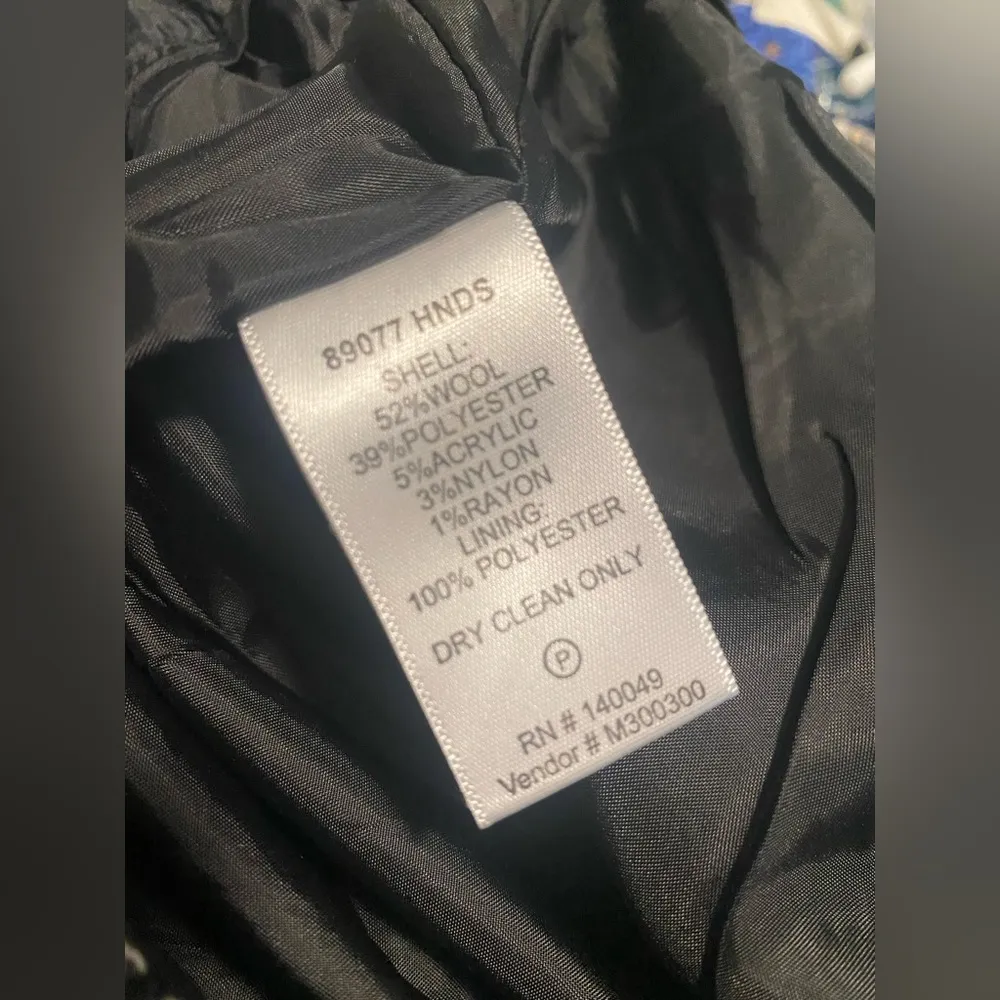 89077 HNDS
SHELL:
52%WOOL
39%POLYESTER
5%ACRYLIC
3%NYLON
1%RAYON
LINING:
100% POLYESTER
DRY CLEAN ONLY
P
RN # 140049
Vendor # M300300